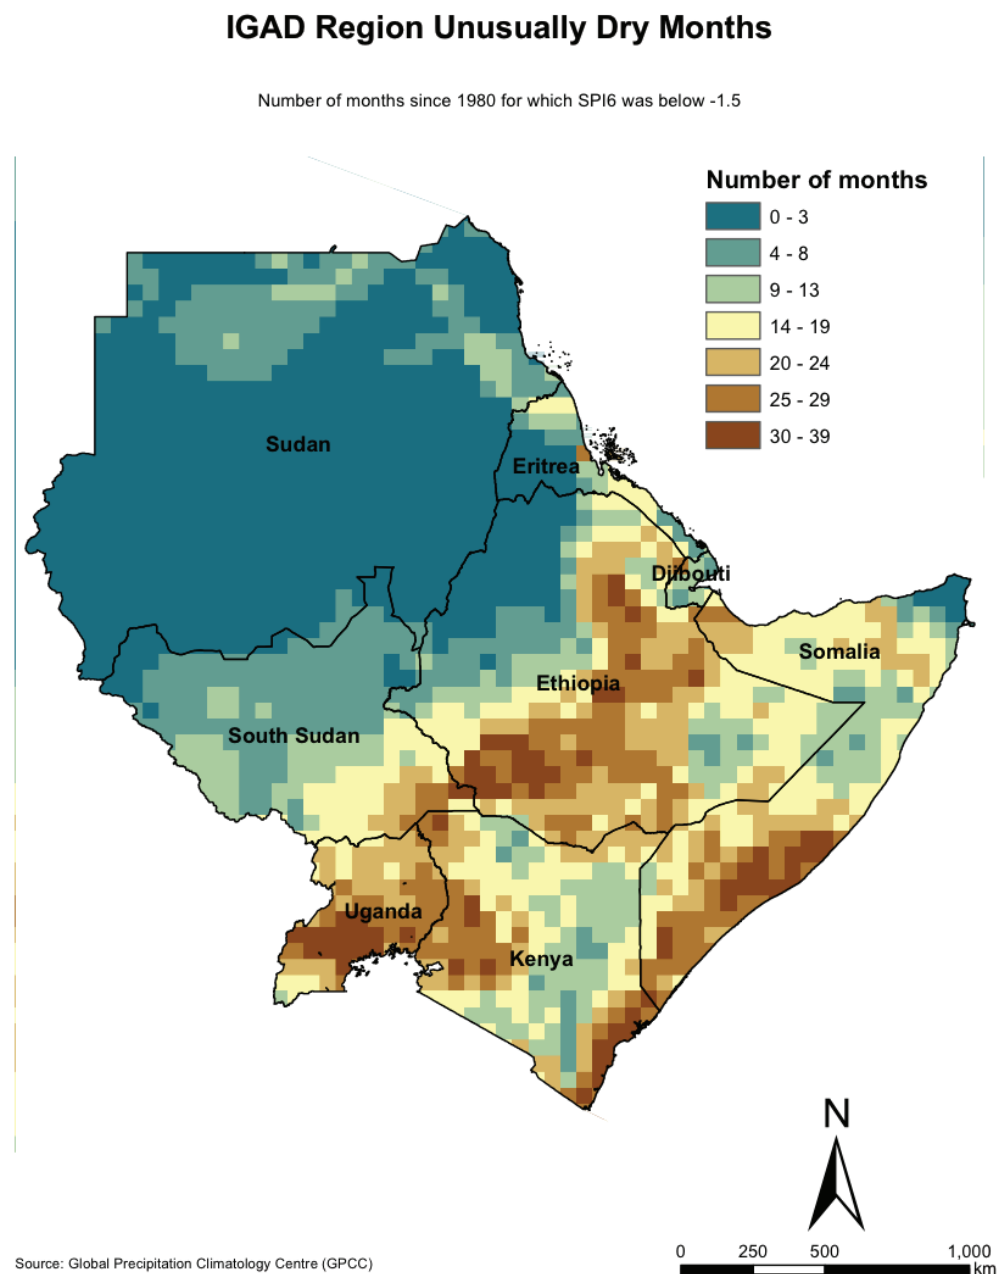 IGAD Region Unusually Dry Months
Number of months since 1980 for which SPI6 was below -1.5
Number of months
0 - 3
4 - 8
9 - 13
14 - 19
20 - 24
25 - 29
30 - 39
Sudan
Eritrea
Djibouti
Somalia
Ethiopia
South Sudan
Uganda
Kenya
N
0 250 500 1,000
km
Source: Global Precipitation Climatology Centre (GPCC)